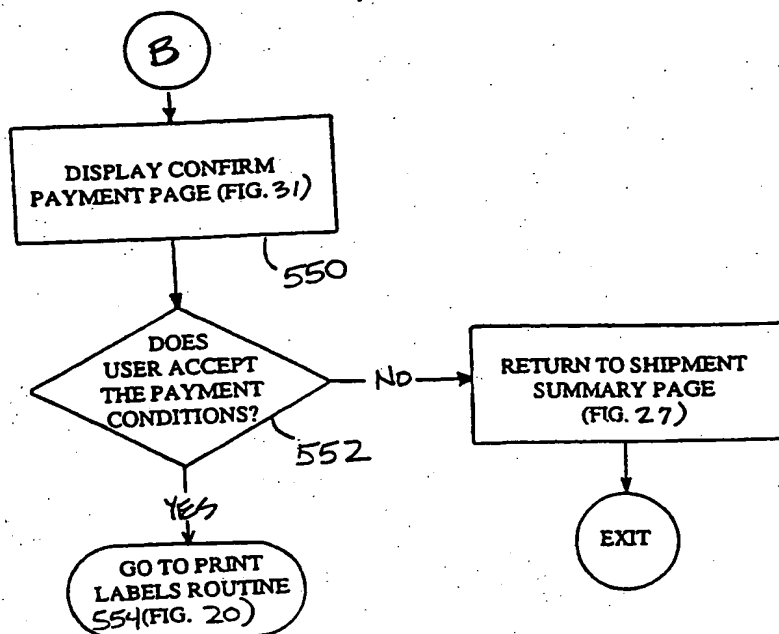 B
DISPLAY CONFIRM
PAYMENT PAGE (FIG. 31)
550
DOES
USER ACCEPT
THE PAYMENT
CONDITIONS?
552
NO
RETURN TO SHIPMENT
SUMMARY PAGE
(FIG. 27)
EXIT
YES
GO TO PRINT
LABELS ROUTINE
554 (FIG. 20)